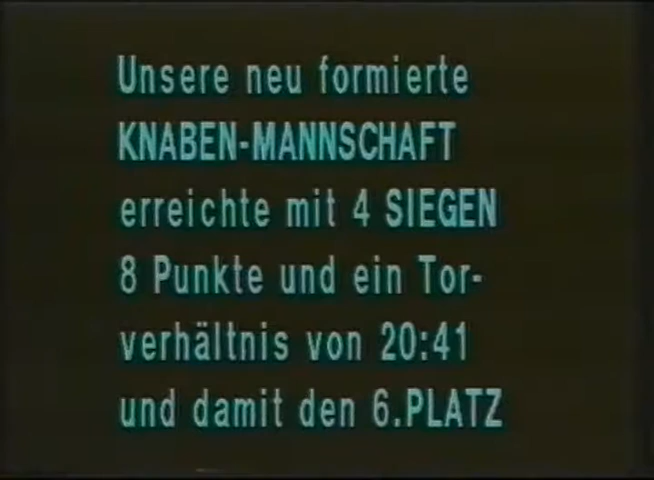 Unsere neu formierte
KNABEN-MANNSCHAFT
erreichte mit 4 SIEGEN
8 Punkte und ein Tor-
verhältnis von 20:41
und damit den 6.PLATZ